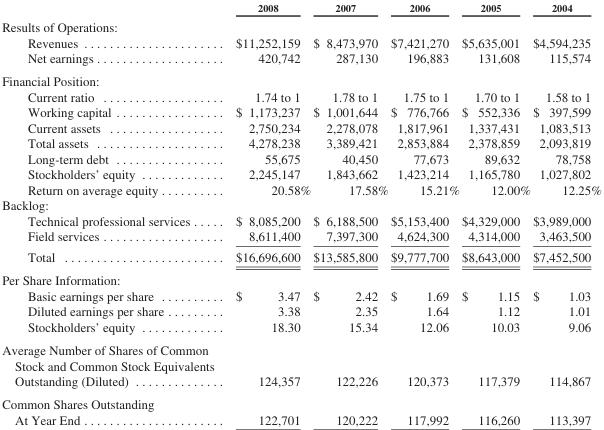 2008 2007 2006 2005 2004
Results of Operations:
Revenues . . . . . . . . . . . . . . . . . . . . . . $11,252,159 $ 8,473,970 $7,421,270 $5,635,001 $4,594,235
Net earnings . . . . . . . . . . . . . . . . . . . . 420,742 287,130 196,883 131,608 115,574
Financial Position:
Current ratio . . . . . . . . . . . . . . . . . . . 1.74 to 1 1.78 to 1 1.75 to 1 1.70 to 1 1.58 to 1
Working capital . . . . . . . . . . . . . . . . . $ 1,173,237 $ 1,001,644 $ 776,766 $ 552,336 $ 397,599
Current assets . . . . . . . . . . . . . . . . . . 2,750,234 2,278,078 1,817,961 1,337,431 1,083,513
Total assets . . . . . . . . . . . . . . . . . . . . 4,278,238 3,389,421 2,853,884 2,378,859 2,093,819
Long-term debt . . . . . . . . . . . . . . . . . 55,675 40,450 77,673 89,632 78,758
Stockholders' equity . . . . . . . . . . . . . 2,245,147 1,843,662 1,423,214 1,165,780 1,027,802
Return on average equity . . . . . . . . . . 20.58% 17.58% 15.21% 12.00% 12.25%
Backlog:
Technical professional services . . . . . $ 8,085,200 $ 6,188,500 $5,153,400 $4,329,000 $3,989,000
Field services . . . . . . . . . . . . . . . . . . . 8,611,400 7,397,300 4,624,300 4,314,000 3,463,500
Total . . . . . . . . . . . . . . . . . . . . . . . . . $16,696,600 $13,585,800 $9,777,700 $8,643,000 $7,452,500
Per Share Information:
Basic earnings per share . . . . . . . . . . $ 3.47 $ 2.42 $ 1.69 $ 1.15 $ 1.03
Diluted earnings per share . . . . . . . . . 3.38 2.35 1.64 1.12 1.01
Stockholders' equity . . . . . . . . . . . . . 18.30 15.34 12.06 10.03 9.06
Average Number of Shares of Common
Stock and Common Stock Equivalents
Outstanding (Diluted) . . . . . . . . . . . . . . 124,357 122,226 120,373 117,379 114,867
Common Shares Outstanding
At Year End . . . . . . . . . . . . . . . . . . . . . . 122,701 120,222 117,992 116,260 113,397